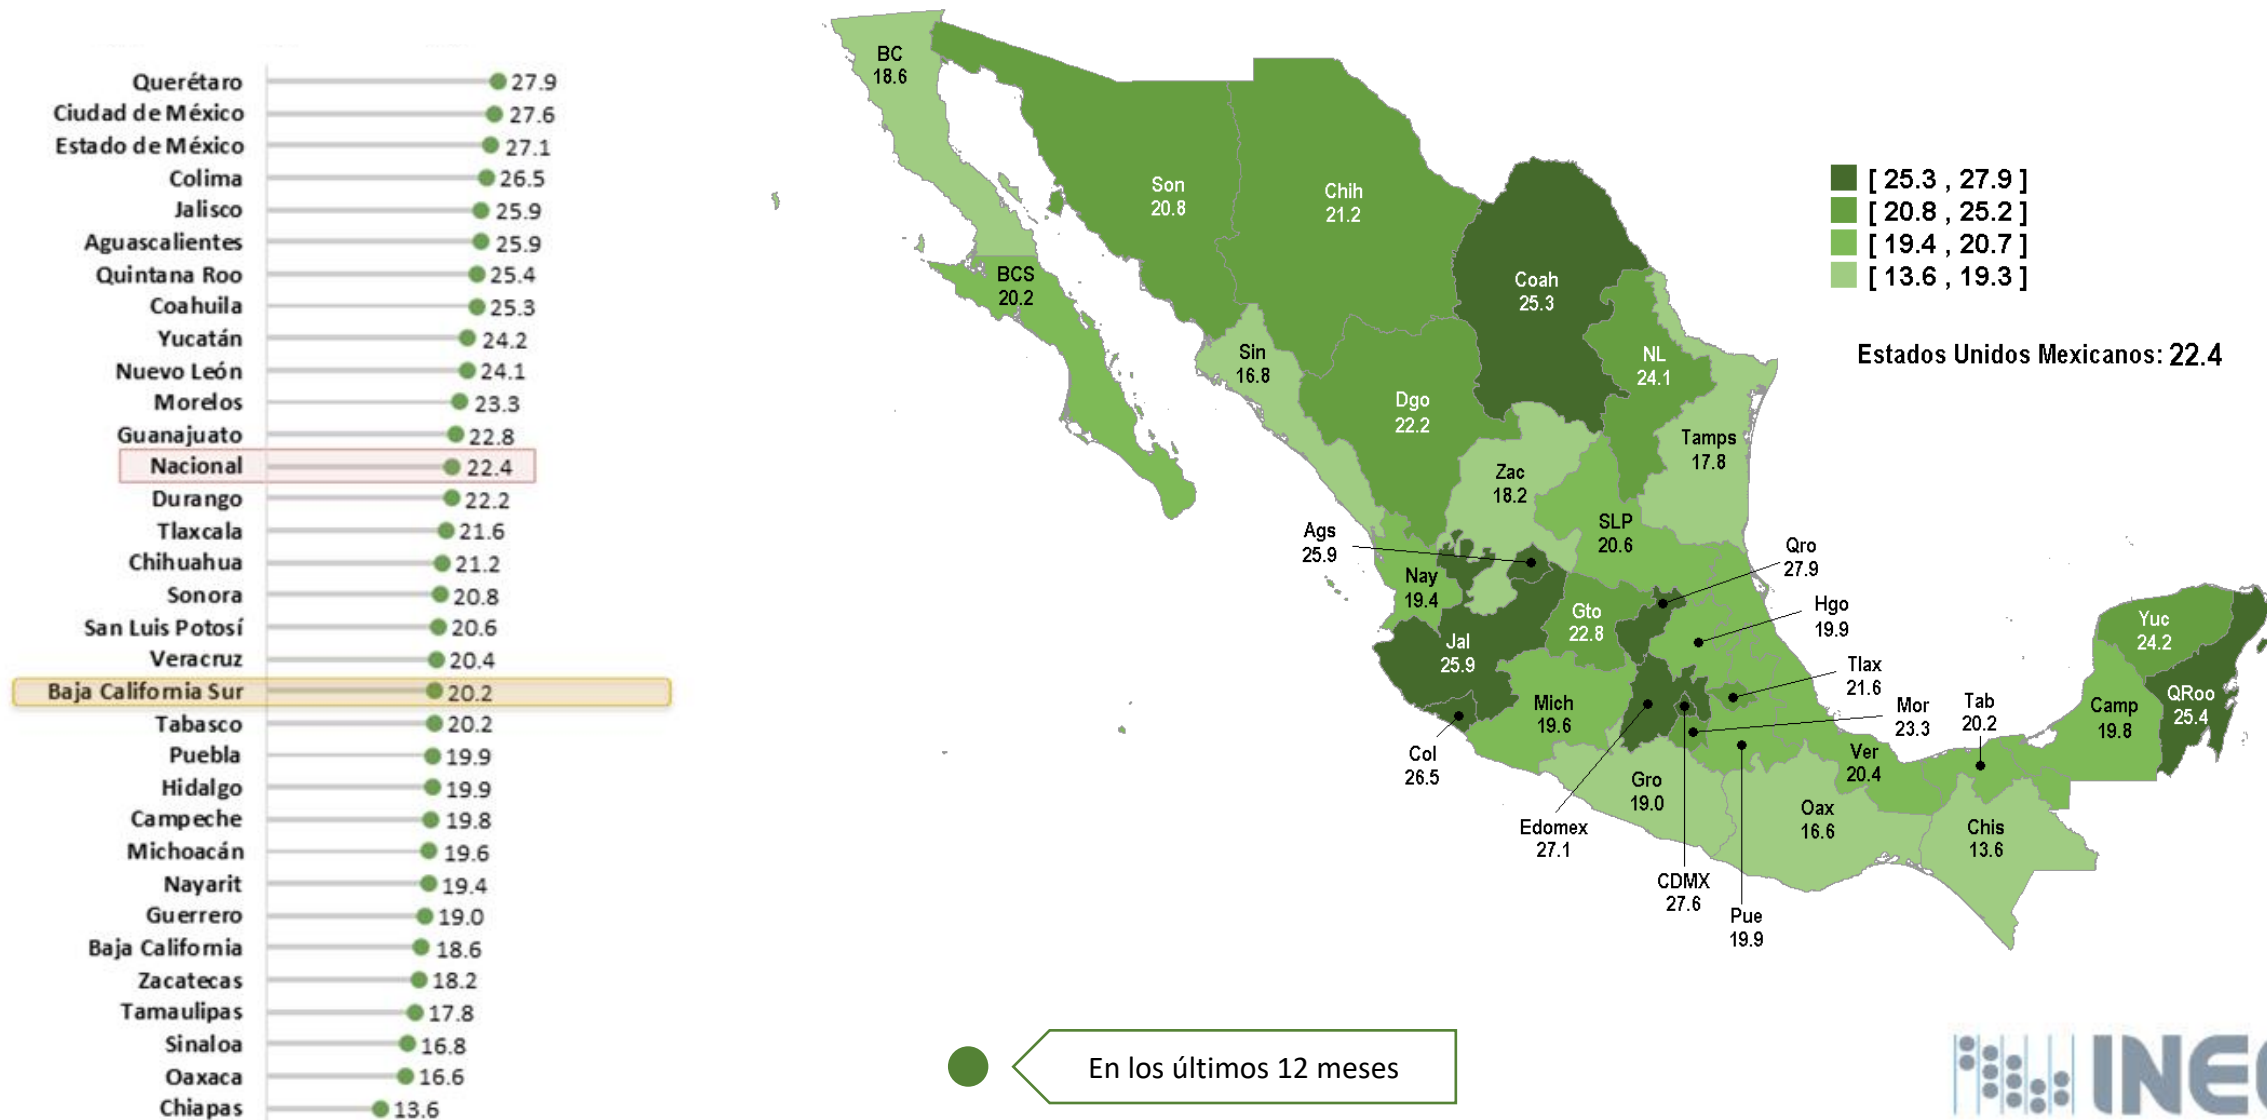 Querétaro 27.9
Ciudad de México 27.6
Estado de México 27.1
Colima 26.5
Jalisco 25.9
Aguascalientes 25.9
Quintana Roo 25.4
Coahuila 25.3
Yucatán 24.2
Nuevo León 24.1
Morelos 23.3
Guanajuato 22.8
Nacional 22.4
Durango 22.2
Tlaxcala 21.6
Chihuahua 21.2
Sonora 20.8
San Luis Potosí 20.6
Veracruz 20.4
Baja California Sur 20.2
Tabasco 20.2
Puebla 19.9
Hidalgo 19.9
Campeche 19.8
Michoacán 19.6
Nayarit 19.4
Guerrero 19.0
Baja California 18.6
Zacatecas 18.2
Tamaulipas 17.8
Sinaloa 16.8
Oaxaca 16.6
Chiapas 13.6
BC
18.6
Son
20.8
Chih
21.2
Coah
25.3
BCS
20.2
Sin
16.8
NL
24.1
Dgo
22.2
Tamps
17.8
Zac
18.2
SLP
20.6
Ags
25.9
Qro
27.9
Nay
19.4
Hgo
19.9
Gto
22.8
Yuc
24.2
Jal
25.9
Tlax
21.6
QRoo
25.4
Mich
19.6
Mor
23.3
Tab
20.2
Camp
19.8
Col
26.5
Ver
20.4
Gro
19.0
Oax
16.6
Edomex
27.1
Chis
13.6
CDMX
27.6
Pue
19.9
[ 25.3 , 27.9 ]
[ 20.8 , 25.2 ]
[ 19.4 , 20.7 ]
[ 13.6 , 19.3 ]
Estados Unidos Mexicanos: 22.4
En los últimos 12 meses